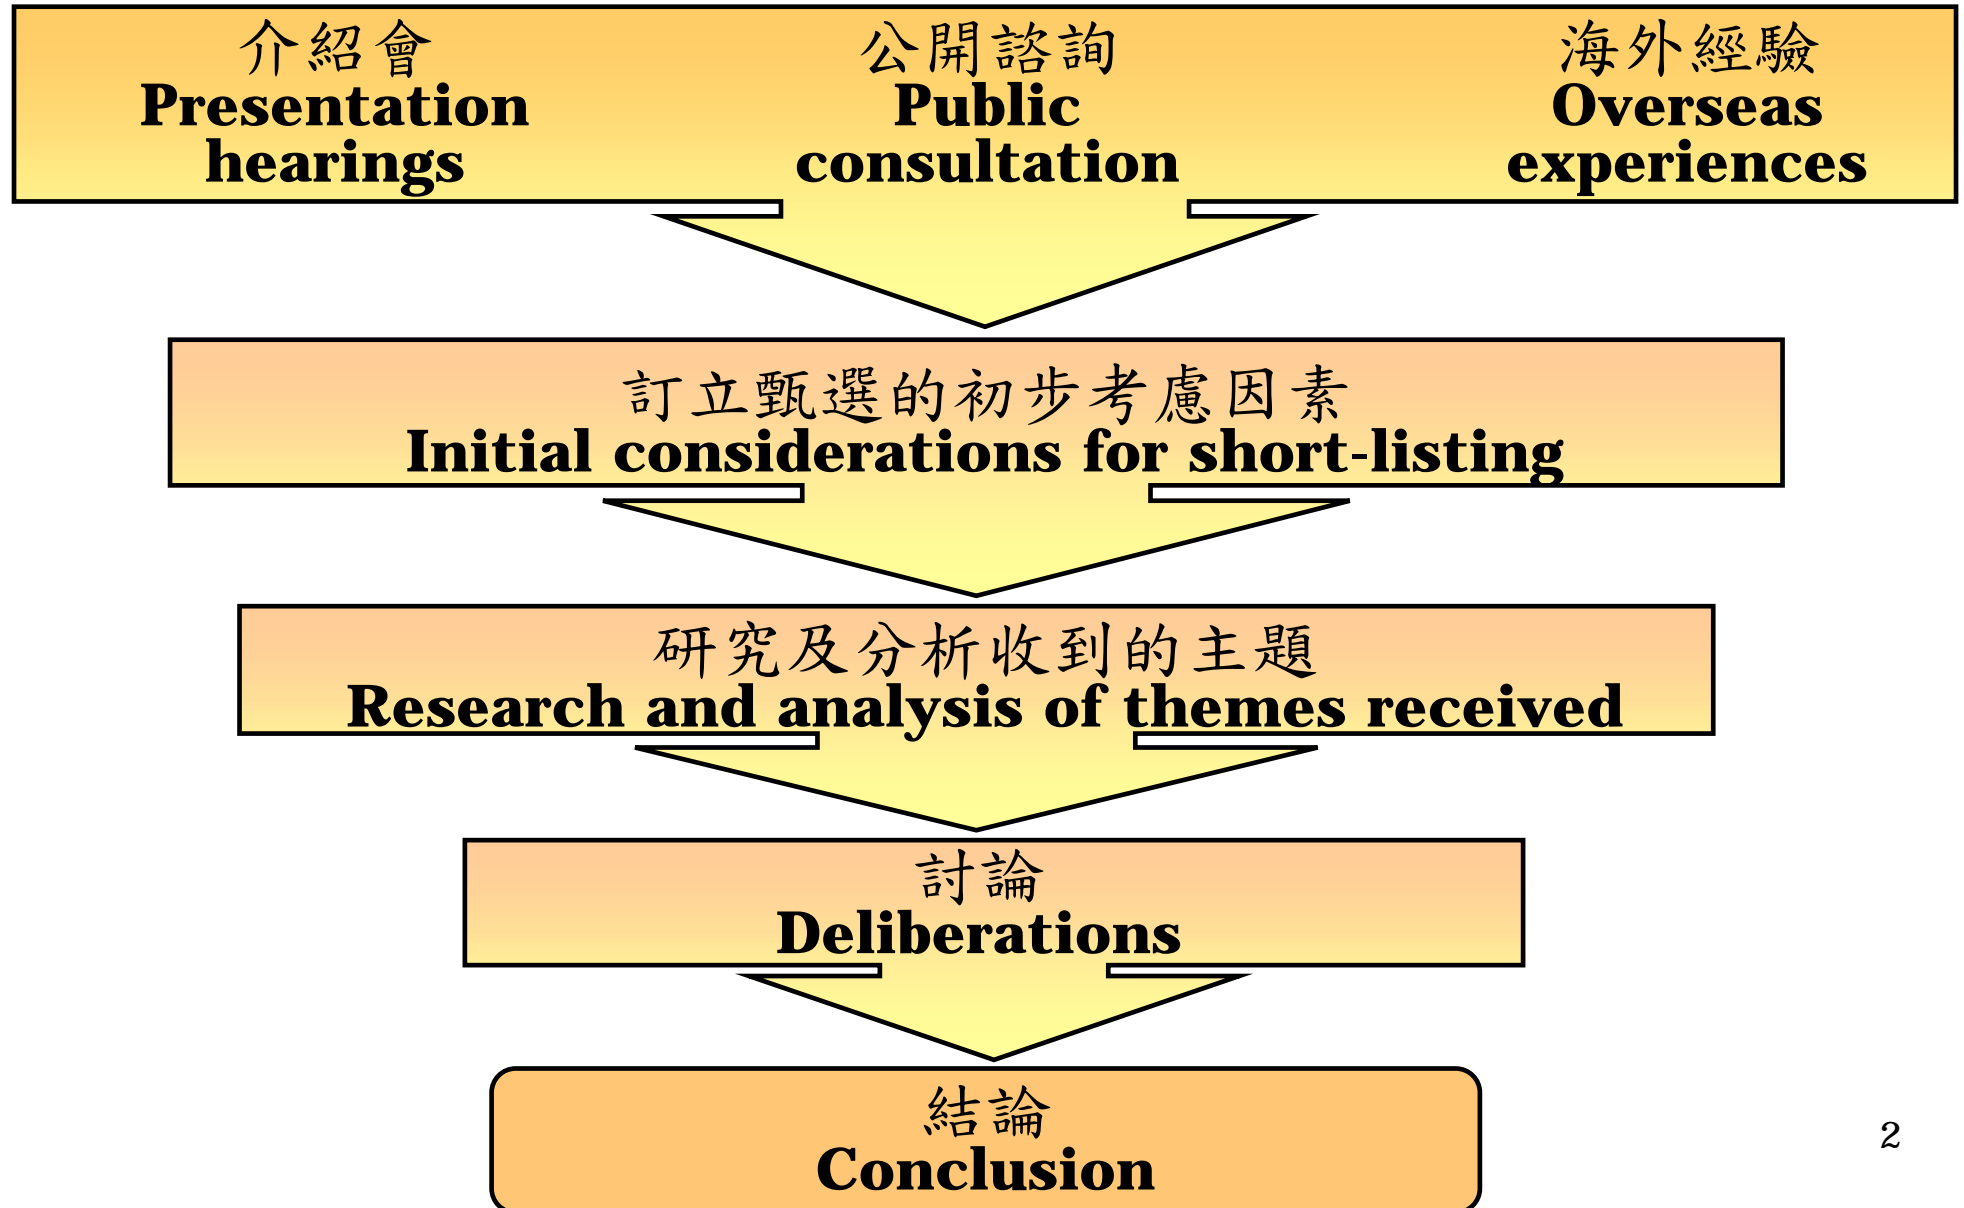 介紹會
Presentation
hearings
公開諮詢
Public
consultation
海外經驗
Overseas
experiences
訂立甄選的初步考慮因素
Initial considerations for short-listing
研究及分析收到的主題
Research and analysis of themes received
討論
Deliberations
結論
Conclusion
2